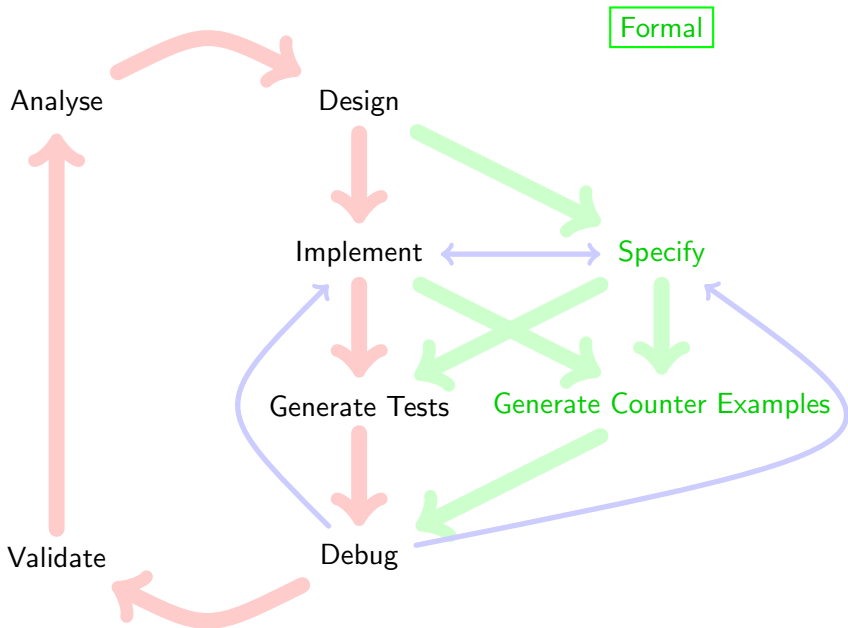 Formal
Analyse
Design
Implement
Specify
Generate Tests
Generate Counter Examples
Validate
Debug